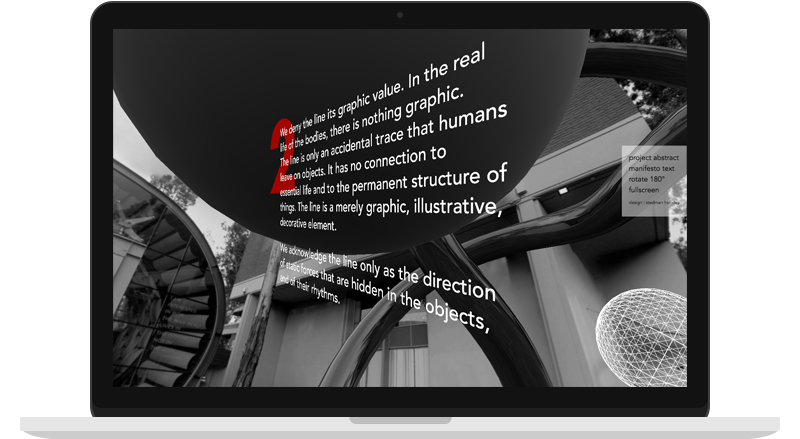 2
We deny the line its graphic value. In the real
life of the bodies, there is nothing graphic.
The line is only an accidental trace that humans
leave on objects. It has no connection to
essential life and to the permanent structure of
things. The line is a merely graphic, illustrative,
decorative element.
We acknowledge the line only as the direction
of static forces that are hidden in the objects,
and of their rhythms.
project abstract
manifesto text
rotate 180°
fullscreen
design : stedman